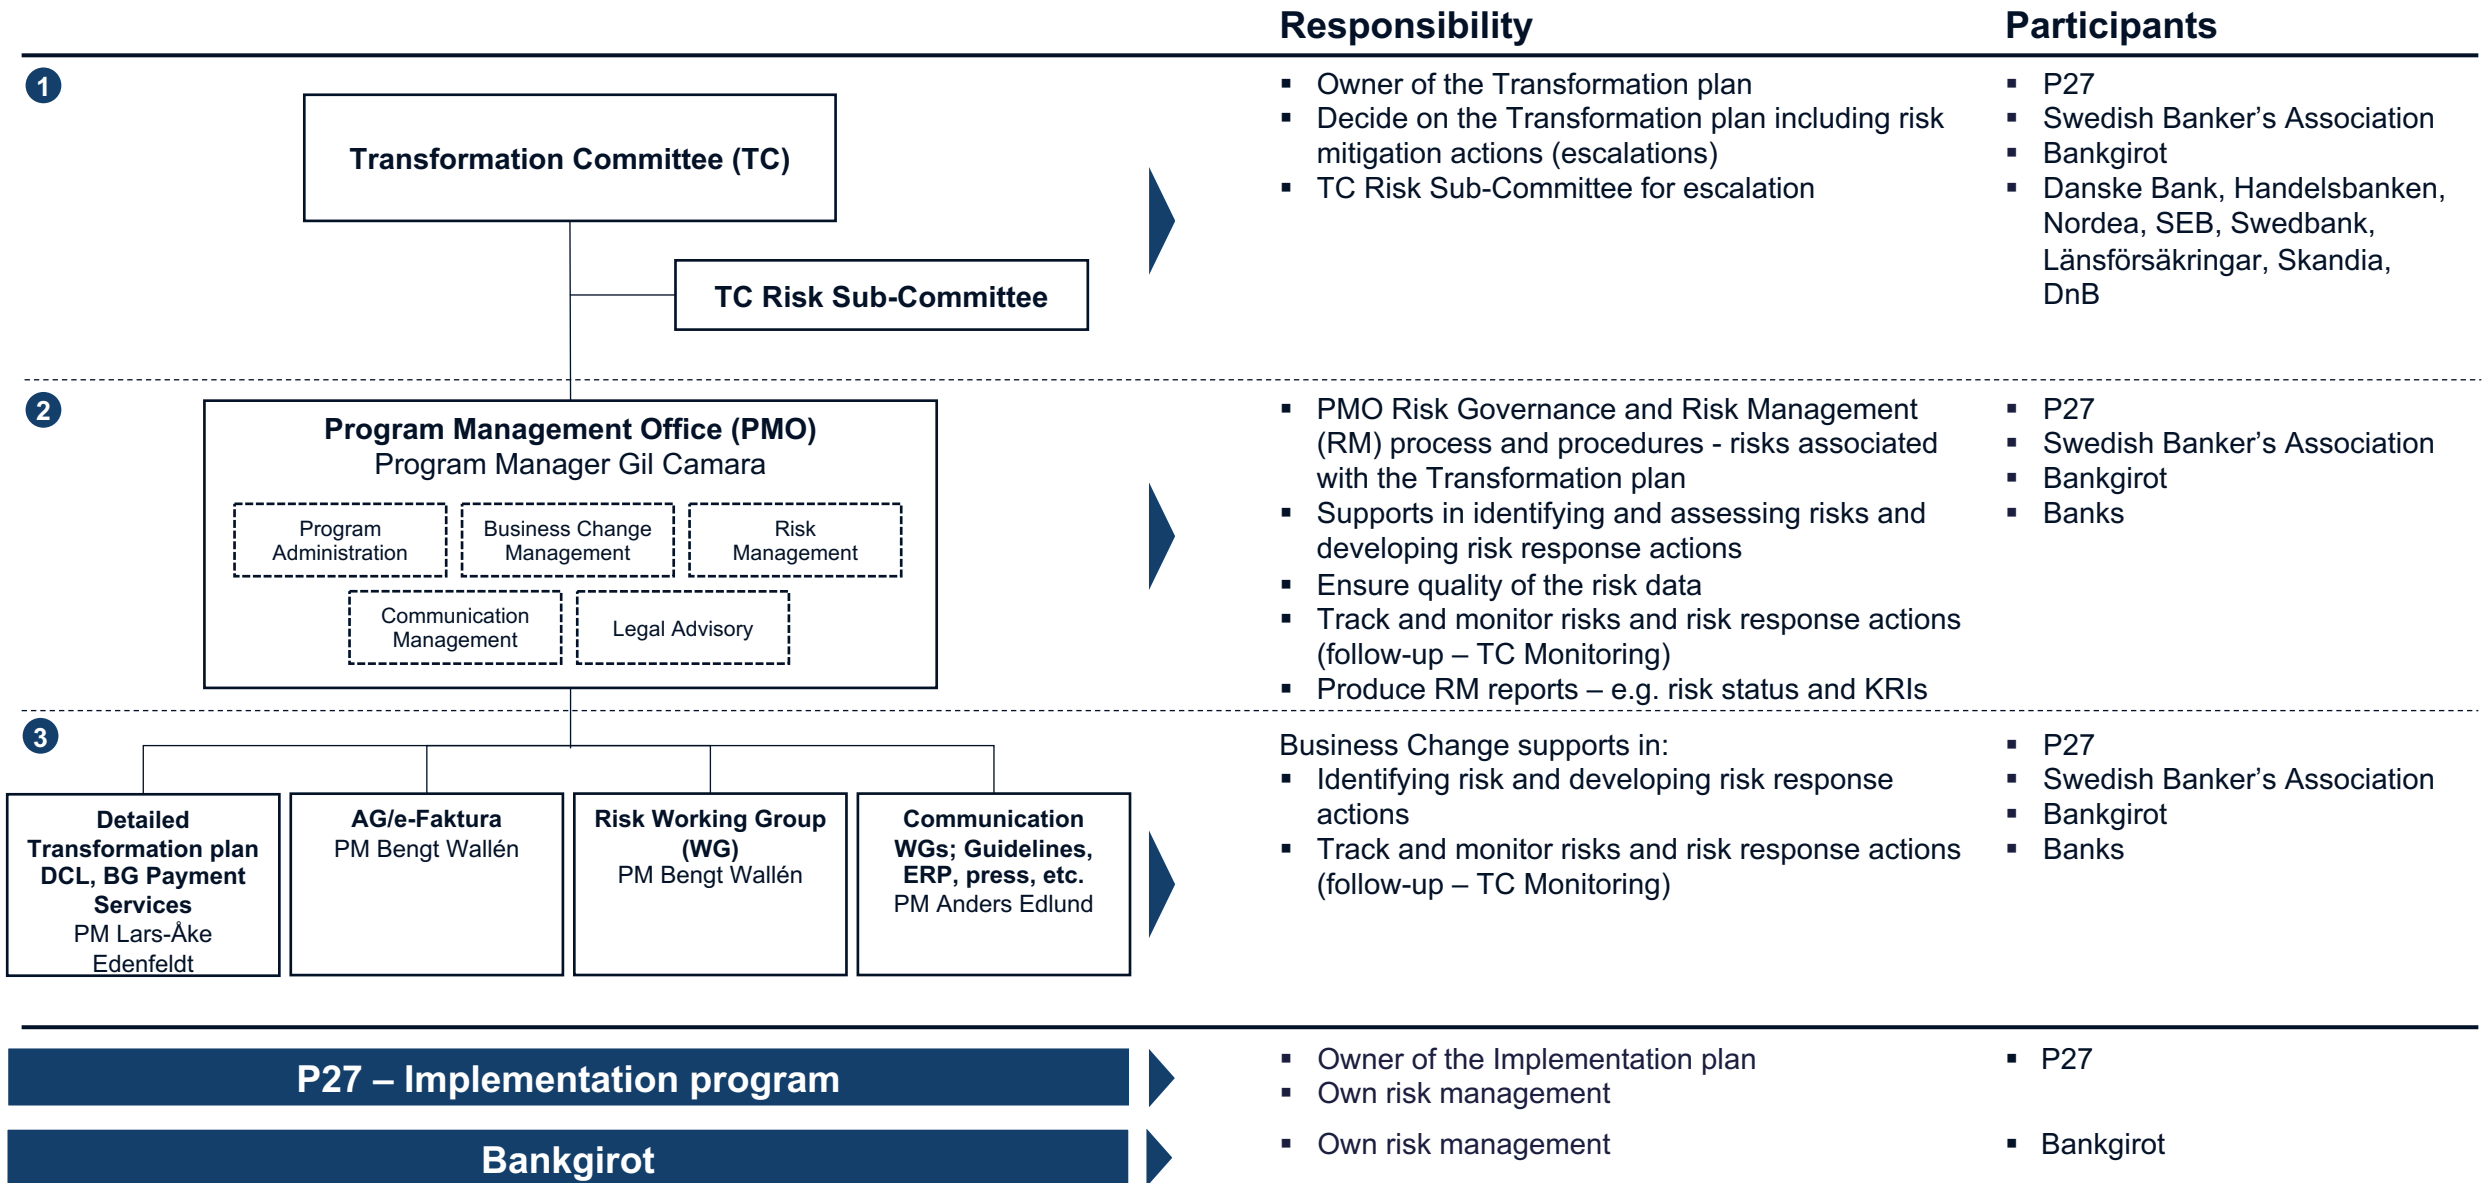 Responsibility
Participants
1
Transformation Committee (TC)
TC Risk Sub-Committee
▪ Owner of the Transformation plan
▪ Decide on the Transformation plan including risk
mitigation actions (escalations)
▪ TC Risk Sub-Committee for escalation
▪ P27
▪ Swedish Banker’s Association
▪ Bankgirot
▪ Danske Bank, Handelsbanken,
Nordea, SEB, Swedbank,
Länsförsäkringar, Skandia,
DnB
2
Program Management Office (PMO)
Program Manager Gil Camara
Program
Administration
Business Change
Management
Risk
Management
Communication
Management
Legal Advisory
▪ PMO Risk Governance and Risk Management
(RM) process and procedures - risks associated
with the Transformation plan
▪ Supports in identifying and assessing risks and
developing risk response actions
▪ Ensure quality of the risk data
▪ Track and monitor risks and risk response actions
(follow-up – TC Monitoring)
▪ Produce RM reports – e.g. risk status and KRIs
▪ P27
▪ Swedish Banker’s Association
▪ Bankgirot
▪ Banks
3
Detailed
Transformation plan
DCL, BG Payment
Services
PM Lars-Åke
Edenfeldt
AG/e-Faktura
PM Bengt Wallén
Risk Working Group
(WG)
PM Bengt Wallén
Communication
WGs; Guidelines,
ERP, press, etc.
PM Anders Edlund
Business Change supports in:
▪ Identifying risk and developing risk response
actions
▪ Track and monitor risks and risk response actions
(follow-up – TC Monitoring)
▪ P27
▪ Swedish Banker’s Association
▪ Bankgirot
▪ Banks
P27 – Implementation program
▪ Owner of the Implementation plan
▪ Own risk management
▪ P27
Bankgirot
▪ Own risk management
▪ Bankgirot